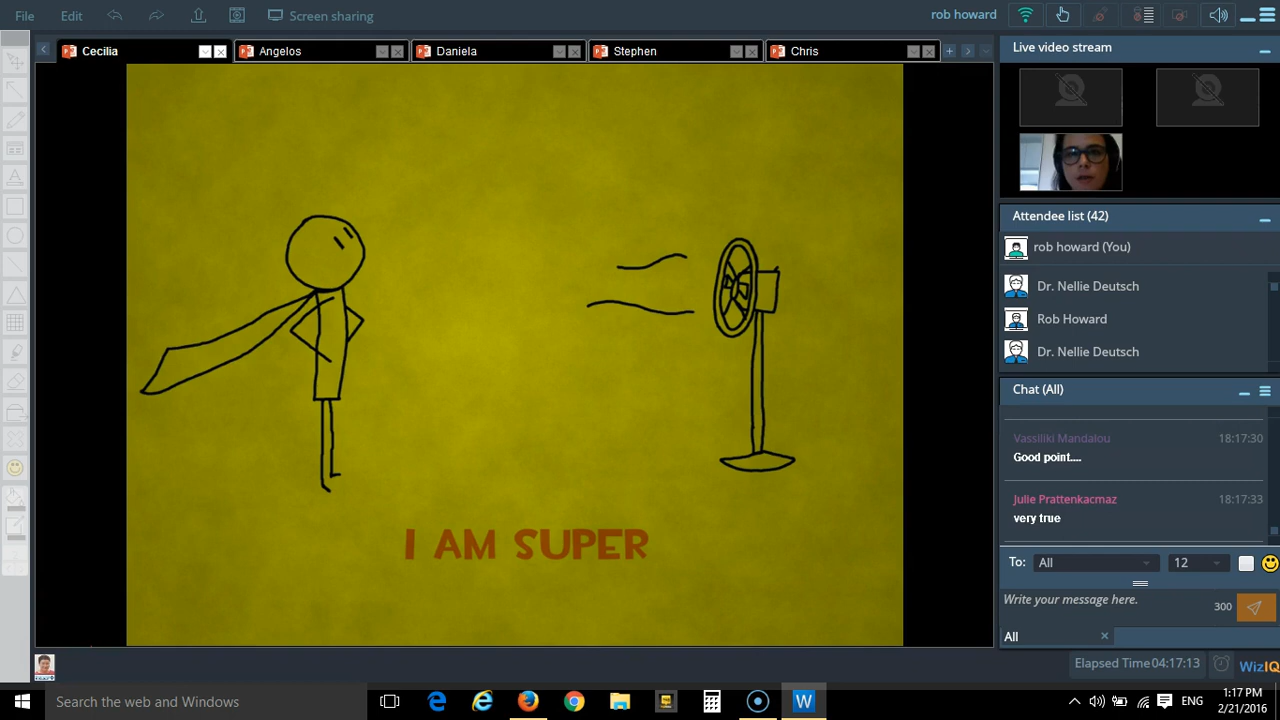 File Edit Screen sharing rob howard
Cecilia Angelos Daniela Stephen Chris
Live video stream
Attendee list (42)
rob howard (You)
Dr. Nellie Deutsch
Rob Howard
Dr. Nellie Deutsch
Chat (All)
Vassiliki Mandalou 18:17:30
Good point....
Julie Prattenkacmaz 18:17:33
very true
I AM SUPER
To: All 12
Write your message here. 300
All
Elapsed Time 04:17:13 WizIQ
Search the web and Windows
ENG
1:17 PM
2/21/2016